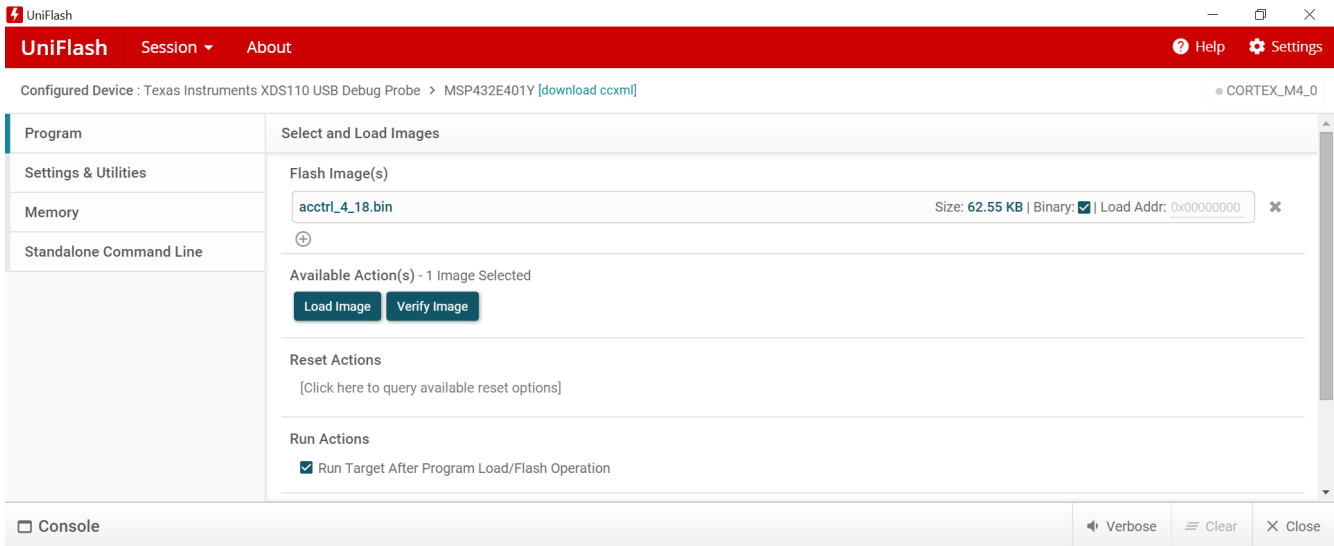 UniFlash
UniFlash Session About Help Settings
Configured Device : Texas Instruments XDS110 USB Debug Probe > MSP432E401Y [download ccxml] CORTEX_M4_0
Program
Settings & Utilities
Memory
Standalone Command Line
Select and Load Images
Flash Image(s)
acctrl_4_18.bin Size: 62.55 KB | Binary: | Load Addr: 0x00000000
Available Action(s) - 1 Image Selected
Load Image Verify Image
Reset Actions
[Click here to query available reset options]
Run Actions
Run Target After Program Load/Flash Operation
Console Verbose Clear Close